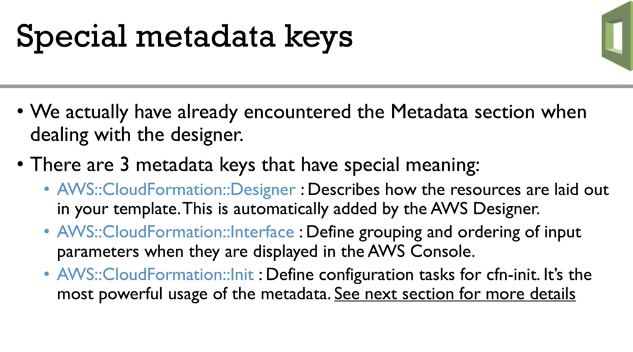 Special metadata keys
• We actually have already encountered the Metadata section when
dealing with the designer.
• There are 3 metadata keys that have special meaning:
• AWS::CloudFormation::Designer : Describes how the resources are laid out
in your template. This is automatically added by the AWS Designer.
• AWS::CloudFormation::Interface : Define grouping and ordering of input
parameters when they are displayed in the AWS Console.
• AWS::CloudFormation::Init : Define configuration tasks for cfn-init. It’s the
most powerful usage of the metadata. See next section for more details